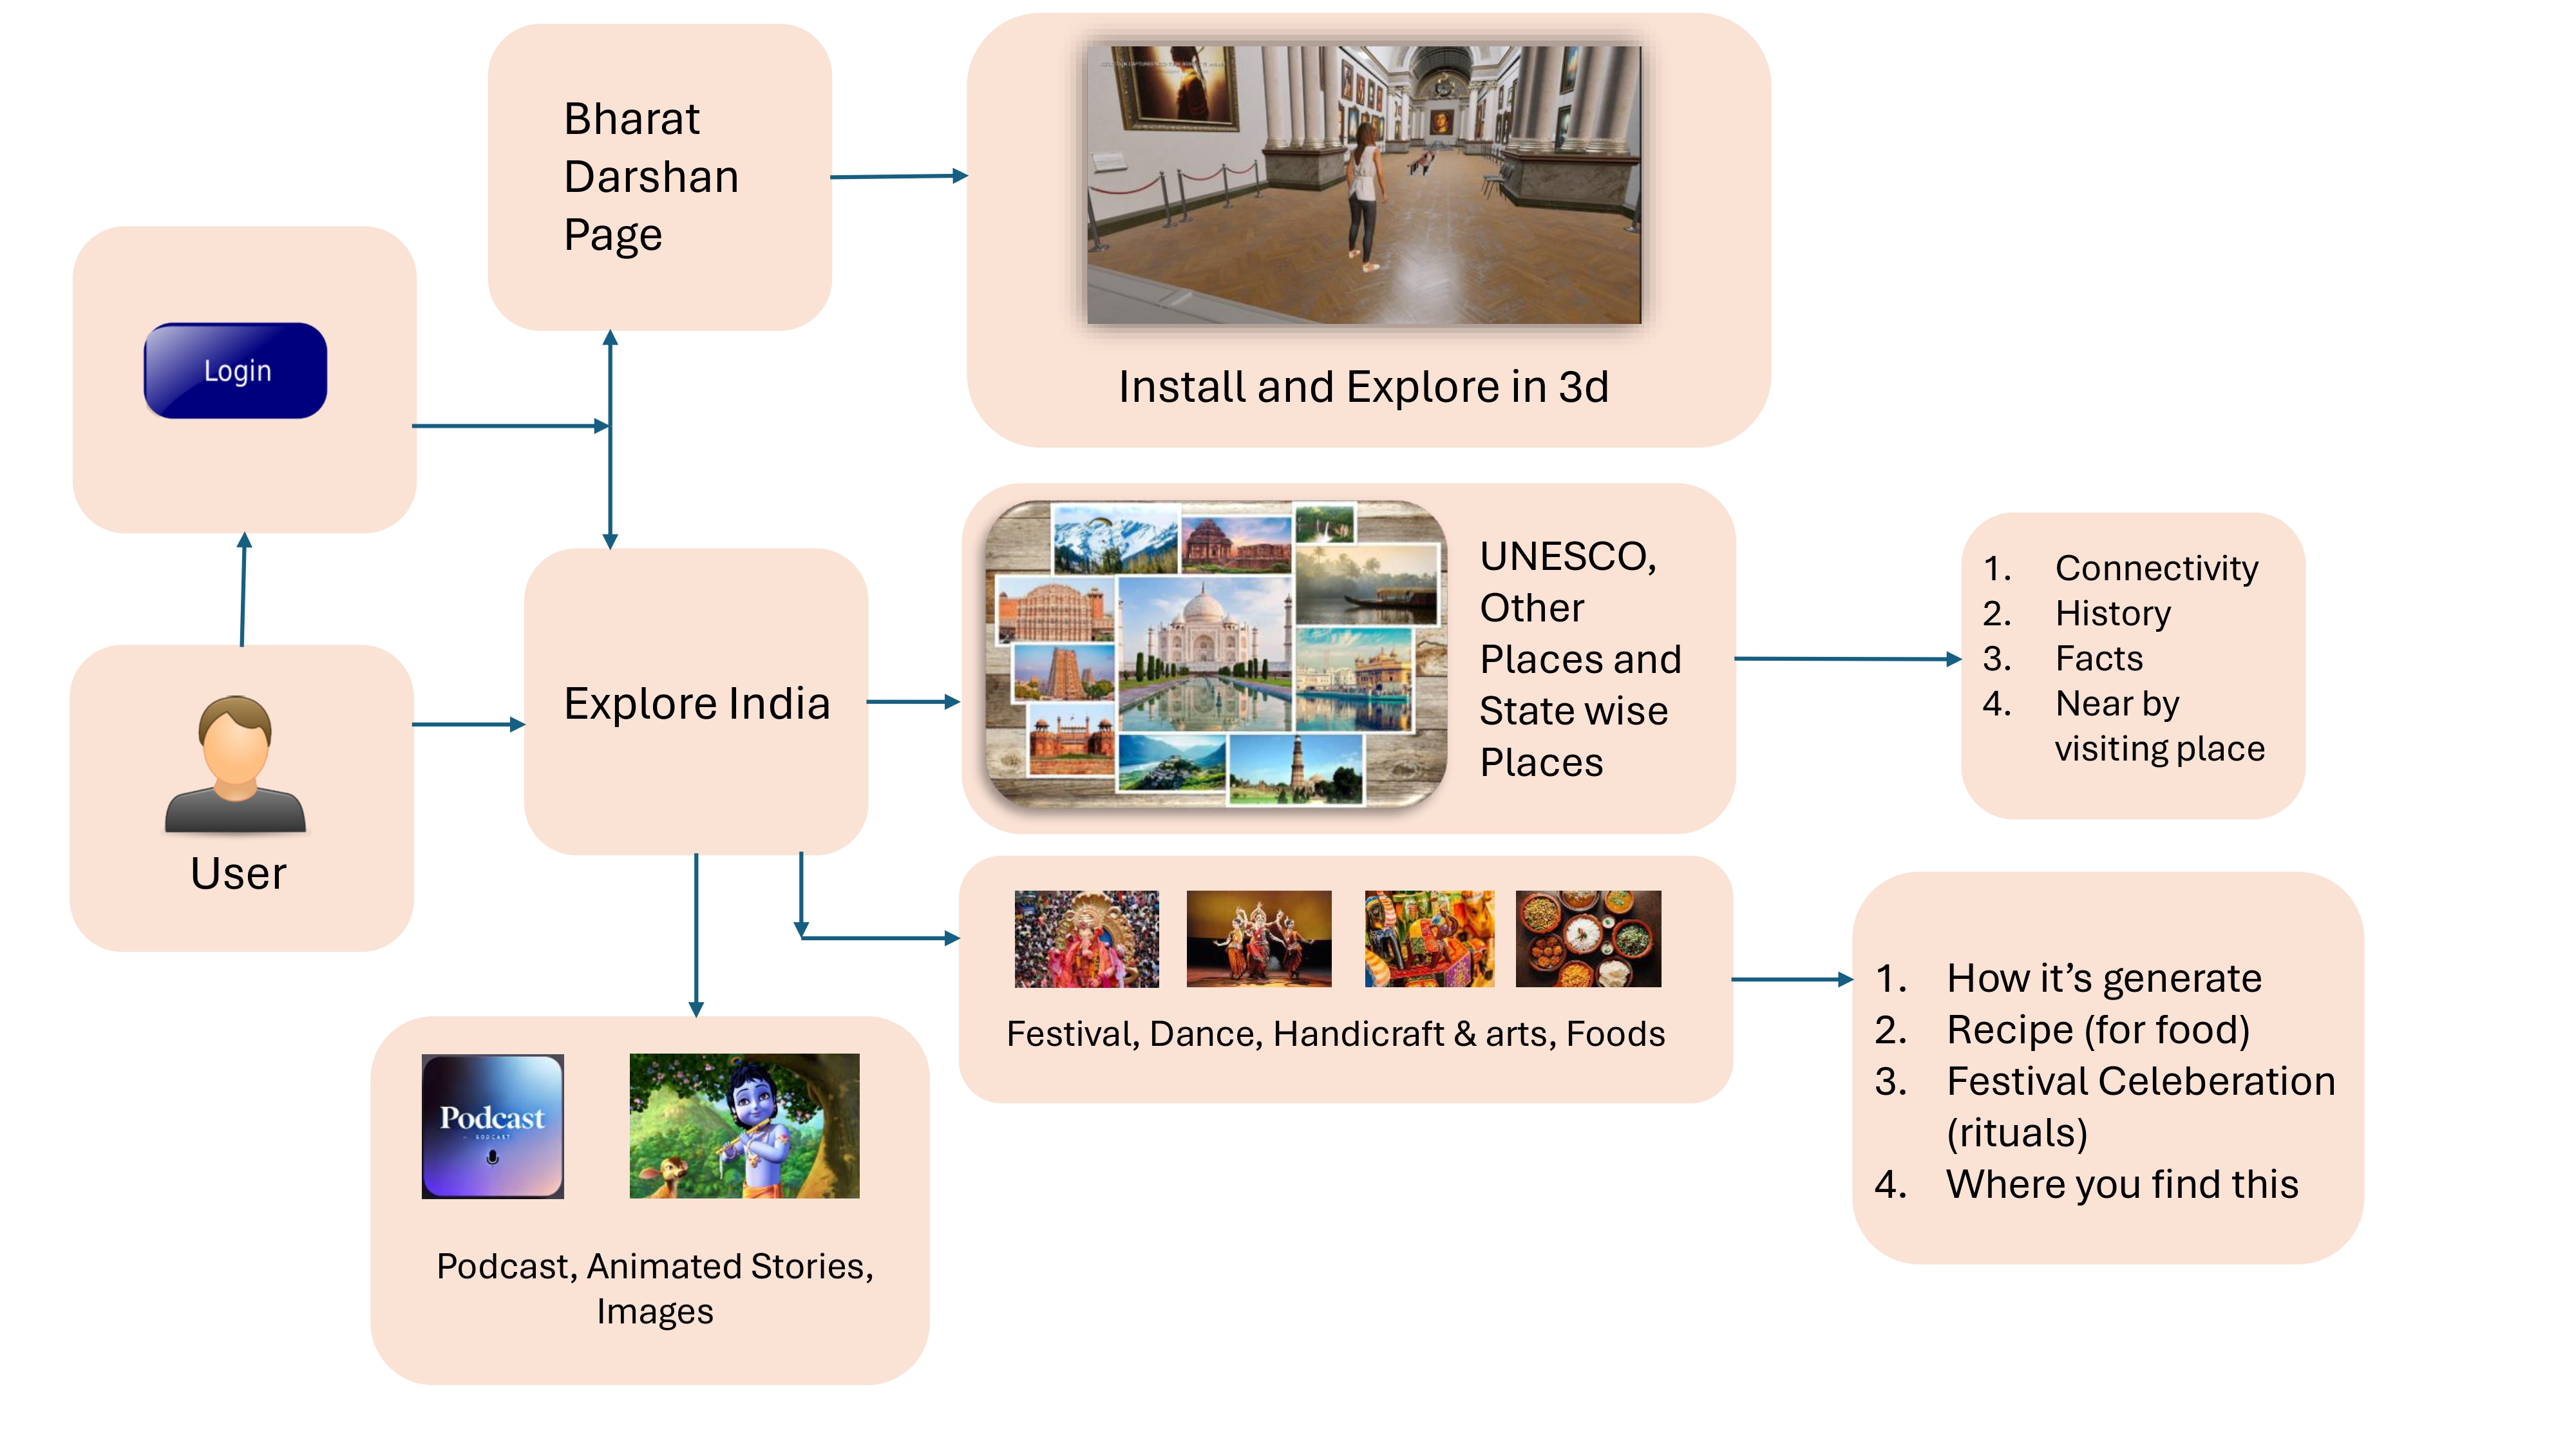 Bharat
Darshan
Page
Install and Explore in 3d
Login
User
Explore India
UNESCO,
Other
Places and
State wise
Places
1. Connectivity
2. History
3. Facts
4. Near by
visiting place
Festival, Dance, Handicraft & arts, Foods
1. How it’s generate
2. Recipe (for food)
3. Festival Celeberation
(rituals)
4. Where you find this
Podcast
Podcast, Animated Stories,
Images